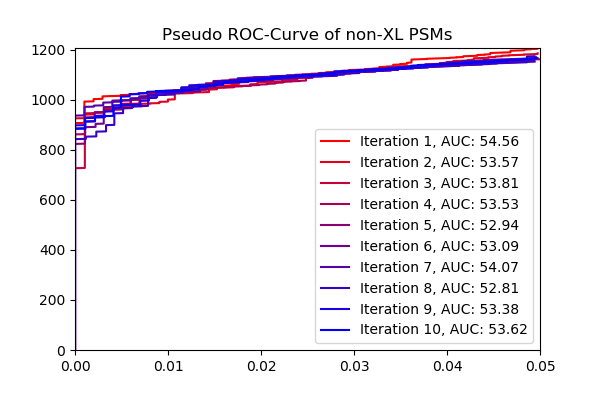 Pseudo ROC-Curve of non-XL PSMs
1200
1000
800
600
400
200
0
0.00 0.01 0.02 0.03 0.04 0.05
Iteration 1, AUC: 54.56
Iteration 2, AUC: 53.57
Iteration 3, AUC: 53.81
Iteration 4, AUC: 53.53
Iteration 5, AUC: 52.94
Iteration 6, AUC: 53.09
Iteration 7, AUC: 54.07
Iteration 8, AUC: 52.81
Iteration 9, AUC: 53.38
Iteration 10, AUC: 53.62